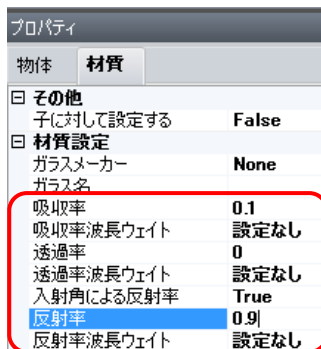 プロパティ
物体 材質
その他
子に対して設定する False
材質設定
ガラスメーカー None
ガラス名
吸収率 0.1
吸収率波長ウェイト 設定なし
透過率 0
透過率波長ウェイト 設定なし
入射角による反射率 True
反射率 0.9
反射率波長ウェイト 設定なし